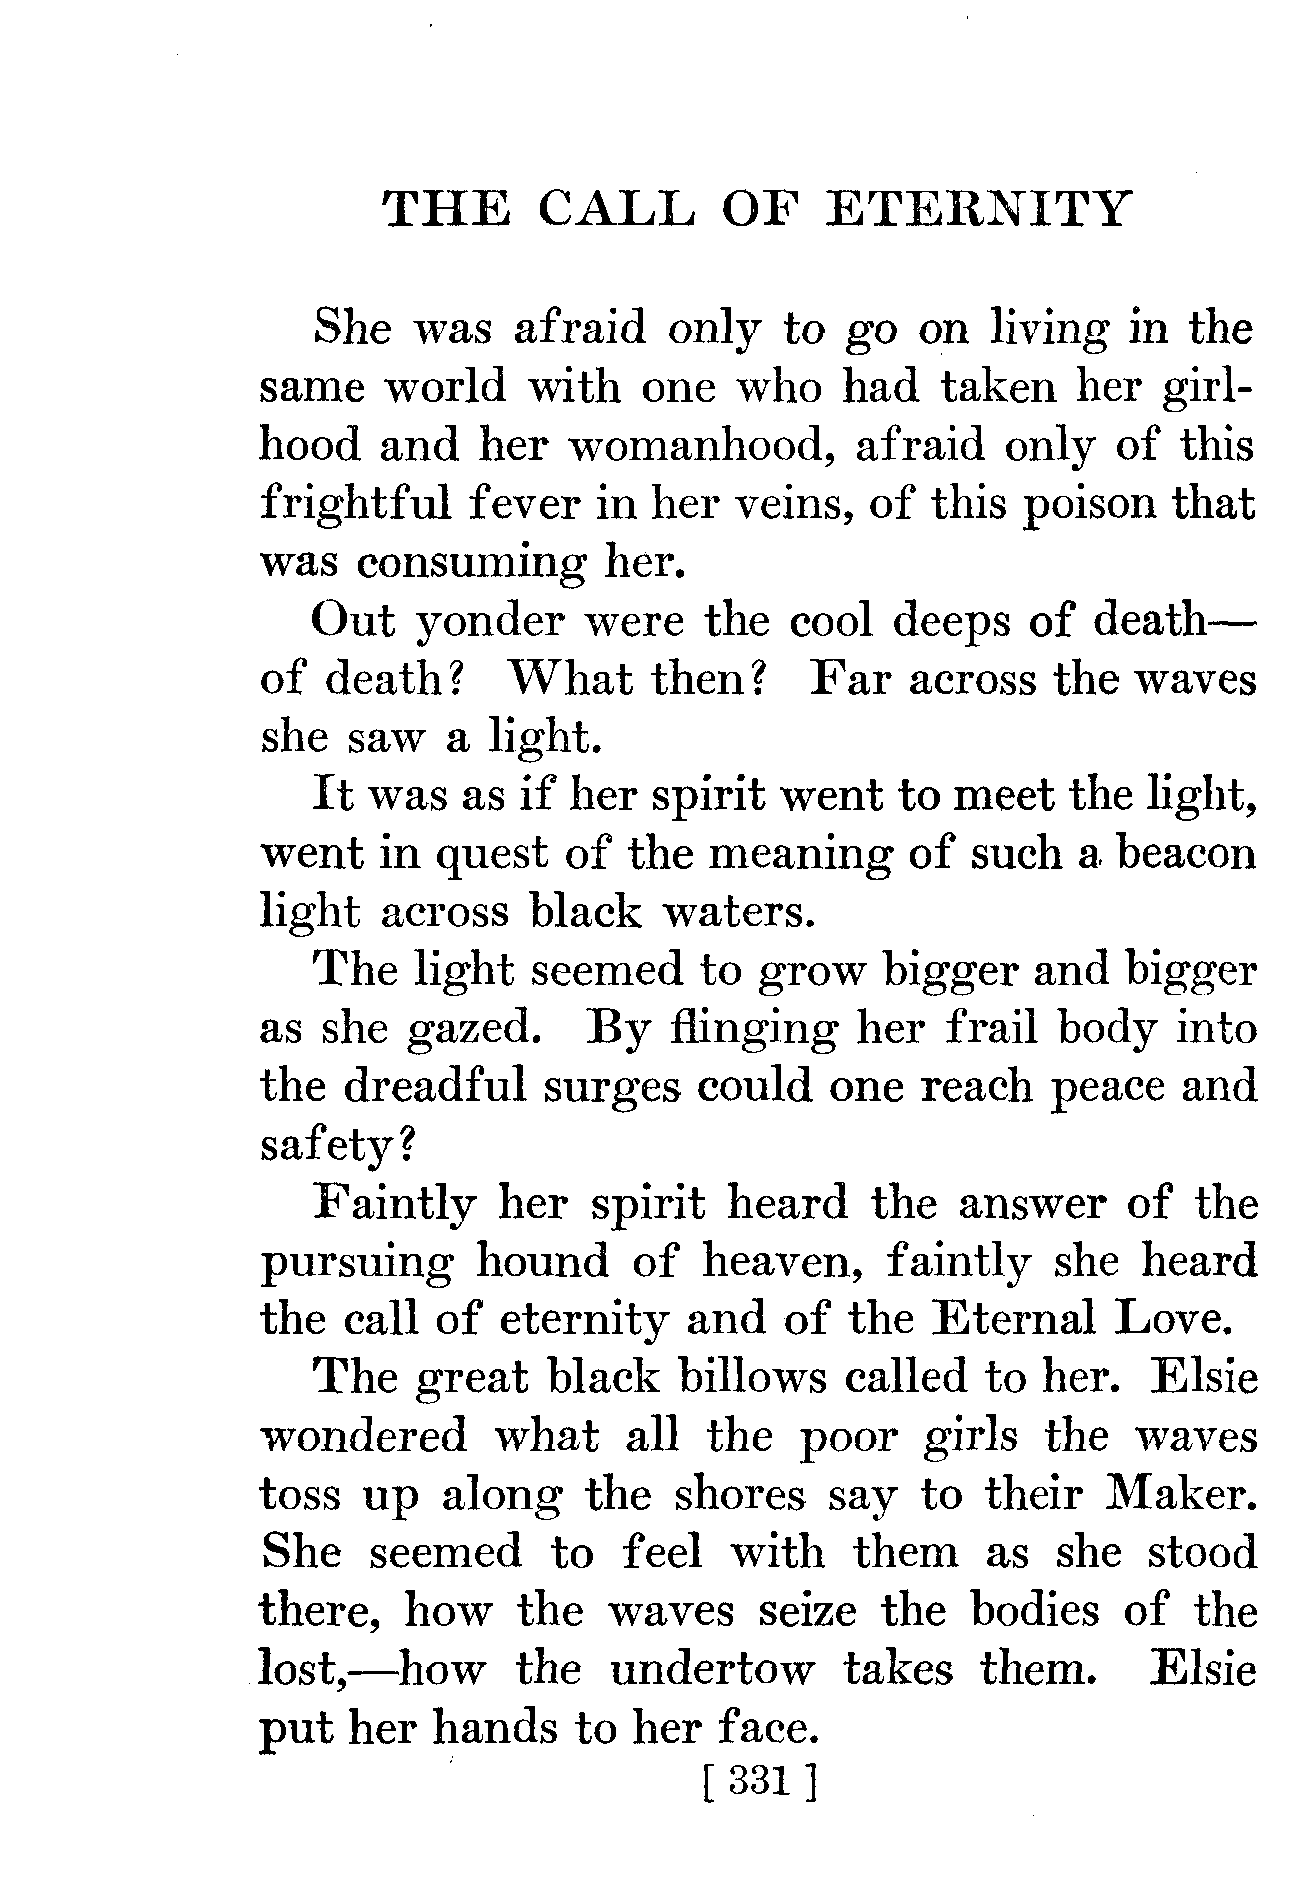 THE CALL OF ETERNITY
She was afraid only to go on living in the
same world with one who had taken her girl-
hood and her womanhood, afraid only of this
frightful fever in her veins, of this poison that
was consuming her.
Out yonder were the cool deeps of death—
of death? What then? Far across the waves
she saw a light.
It was as if her spirit went to meet the light,
went in quest of the meaning of such a beacon
light across black waters.
The light seemed to grow bigger and bigger
as she gazed. By flinging her frail body into
the dreadful surges could one reach peace and
safety?
Faintly her spirit heard the answer of the
pursuing hound of heaven, faintly she heard
the call of eternity and of the Eternal Love.
The great black billows called to her. Elsie
wondered what all the poor girls the waves
toss up along the shores say to their Maker.
She seemed to feel with them as she stood
there, how the waves seize the bodies of the
lost,—how the undertow takes them. Elsie
put her hands to her face.
[ 331 ]